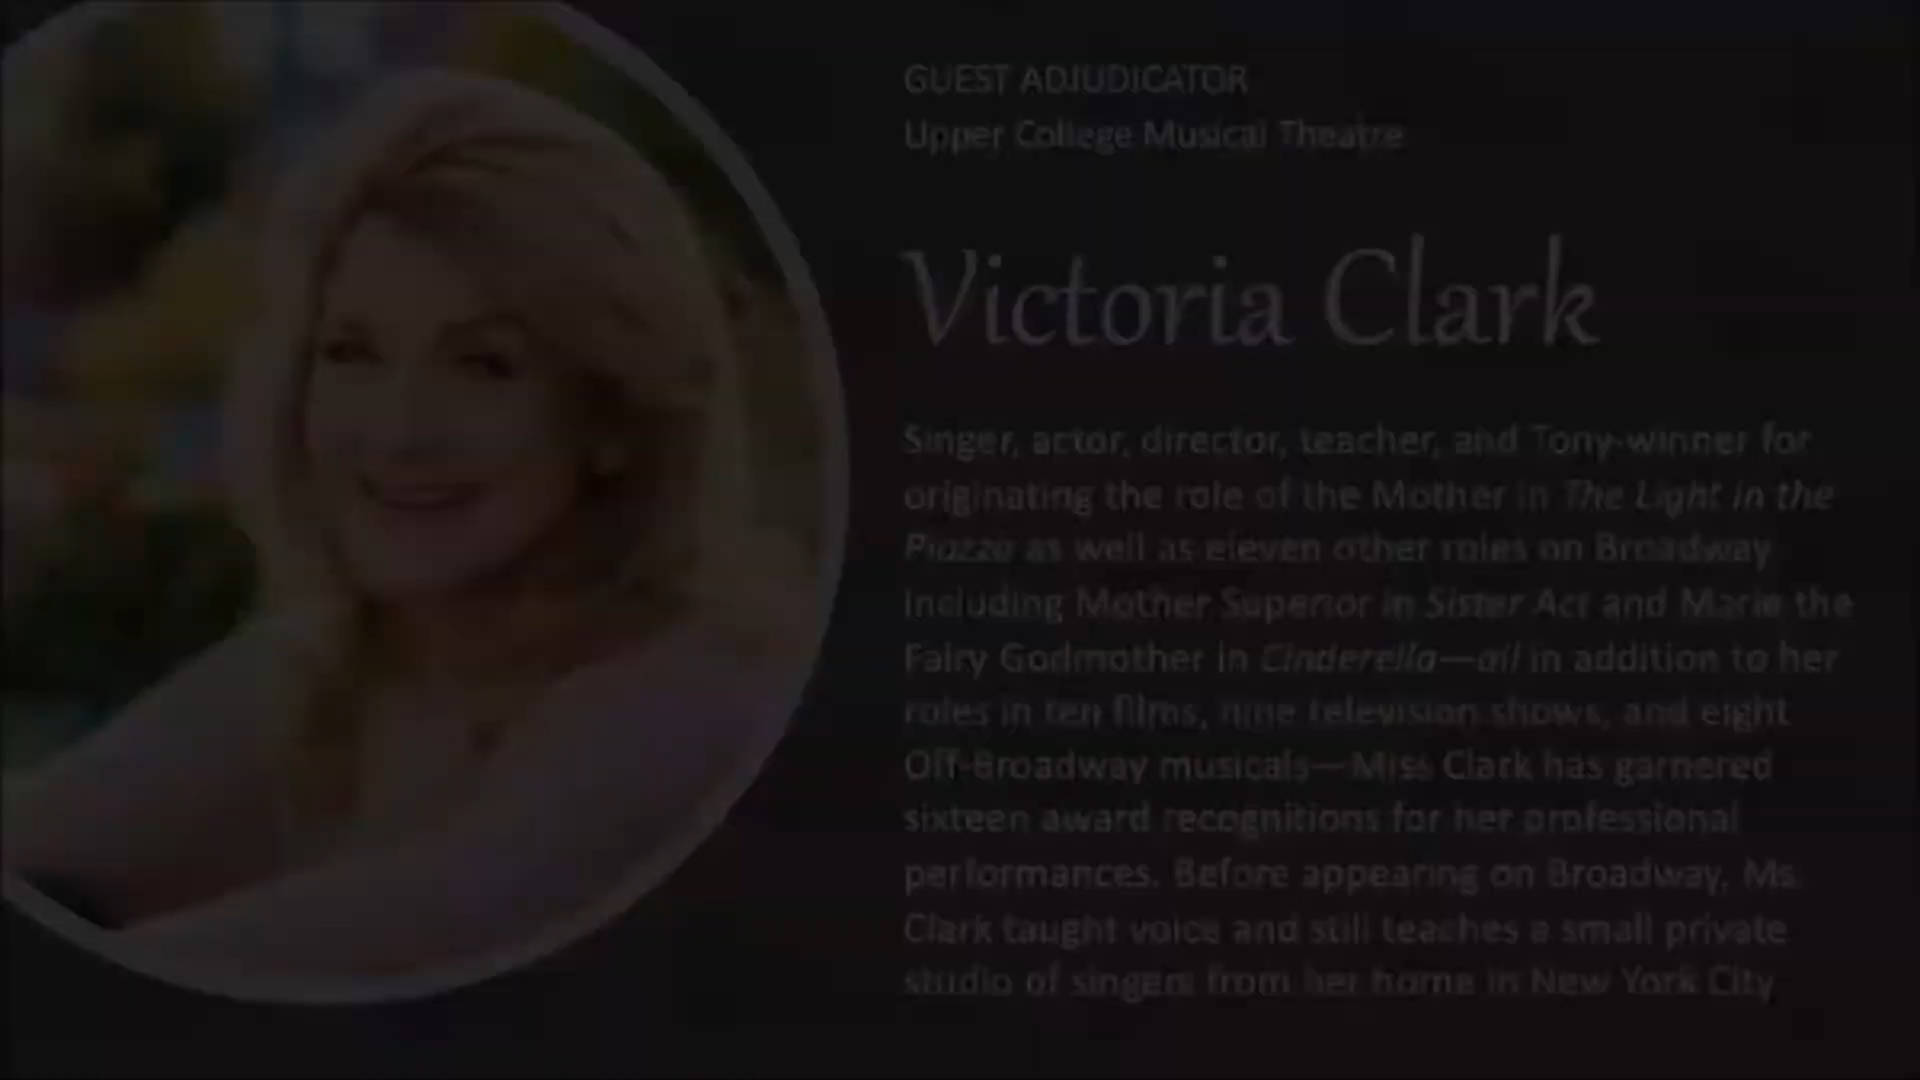 GUEST ADJUDICATOR
Upper College Musical Theatre
Victoria Clark
Singer, actor, director, teacher, and Tony-winner for
originating the role of the Mother in The Light in the
Piazza as well as eleven other roles on Broadway
including Mother Superior in Sister Act and Marie the
Fairy Godmother in Cinderella—all in addition to her
roles in ten films, nine television shows, and eight
Off-Broadway musicals—Miss Clark has garnered
sixteen award recognitions for her professional
performances. Before appearing on Broadway, Ms.
Clark taught voice and still teaches a small private
studio of singers from her home in New York City